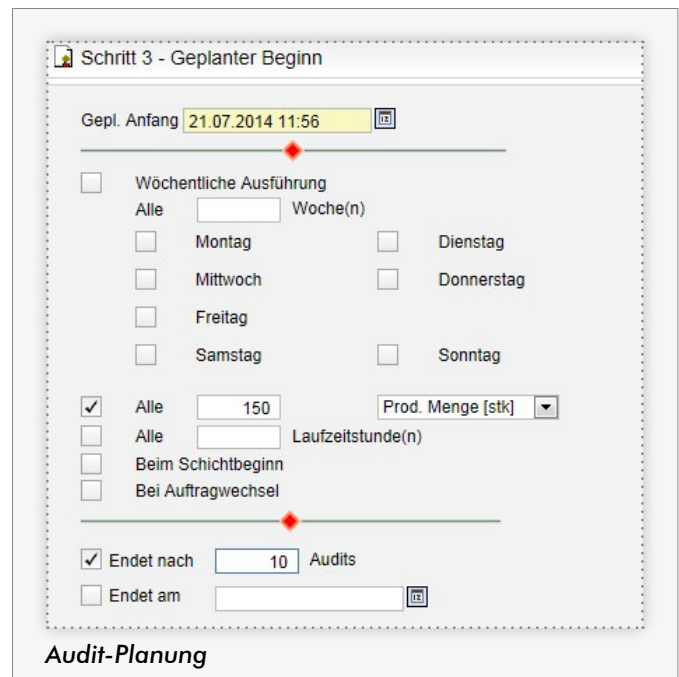 Schritt 3 - Geplanter Beginn
Gepl. Anfang 21.07.2014 11:56
Wöchentliche Ausführung
Alle Woche(n)
Montag Dienstag
Mittwoch Donnerstag
Freitag
Samstag Sonntag
Alle 150 Prod. Menge [stk]
Alle Laufzeitstunde(n)
Beim Schichtbeginn
Bei Auftragwechsel
Endet nach 10 Audits
Endet am
Audit-Planung